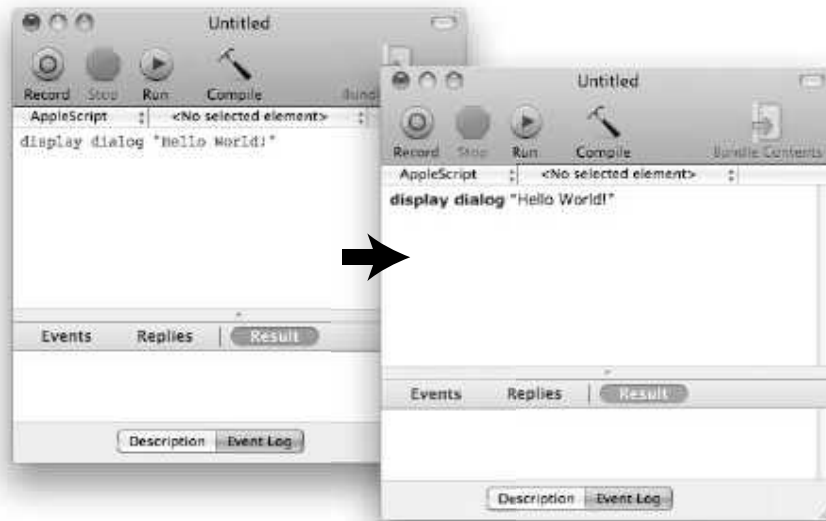 Untitled
Record Stop Run Compile
AppleScript <No selected element>
display dialog "Hello World!"
Events Replies Result
Description Event Log
Untitled
Record Stop Run Compile Bundle Contents
AppleScript <No selected element>
display dialog "Hello World!"
Events Replies Result
Description Event Log